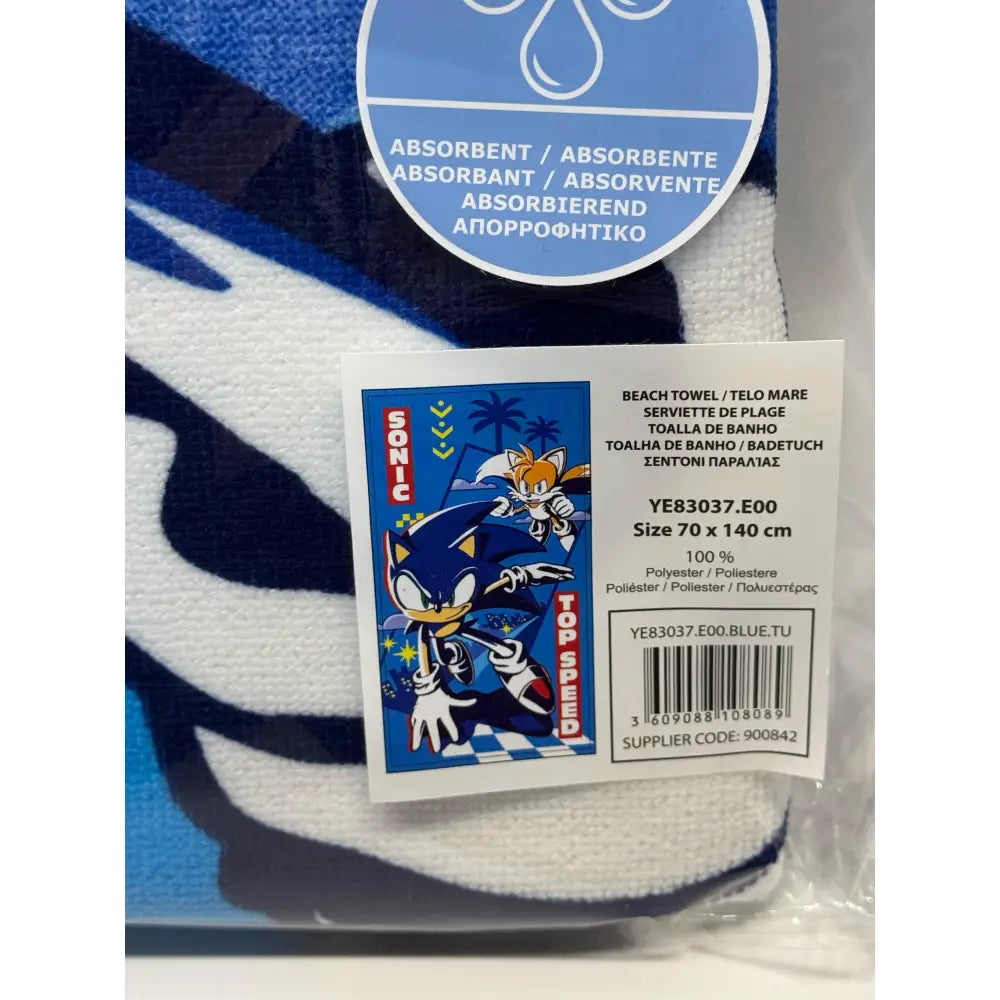 ABSORBENT / ABSORBENTE
ABSORBANT / ABSORVENTE
ABSORBIEREND
ΑΠΟΡΡΟΦΗΤΙΚΟ
SONIC
TOP SPEED
BEACH TOWEL / TELO MARE
SERVIETTE DE PLAGE
TOALLA DE BANHO
TOALHA DE BANHO / BADETUCH
ΣΕΝΤΟΝΙ ΠΑΡΑΛΊΑΣ
YE83037.E00
Size 70 x 140 cm
100 %
Polyester / Poliestere
Poliéster / Poliester / Πολυεστέρας
YE83037.E00.BLUE.TU
3 609088 108089
SUPPLIER CODE: 900842